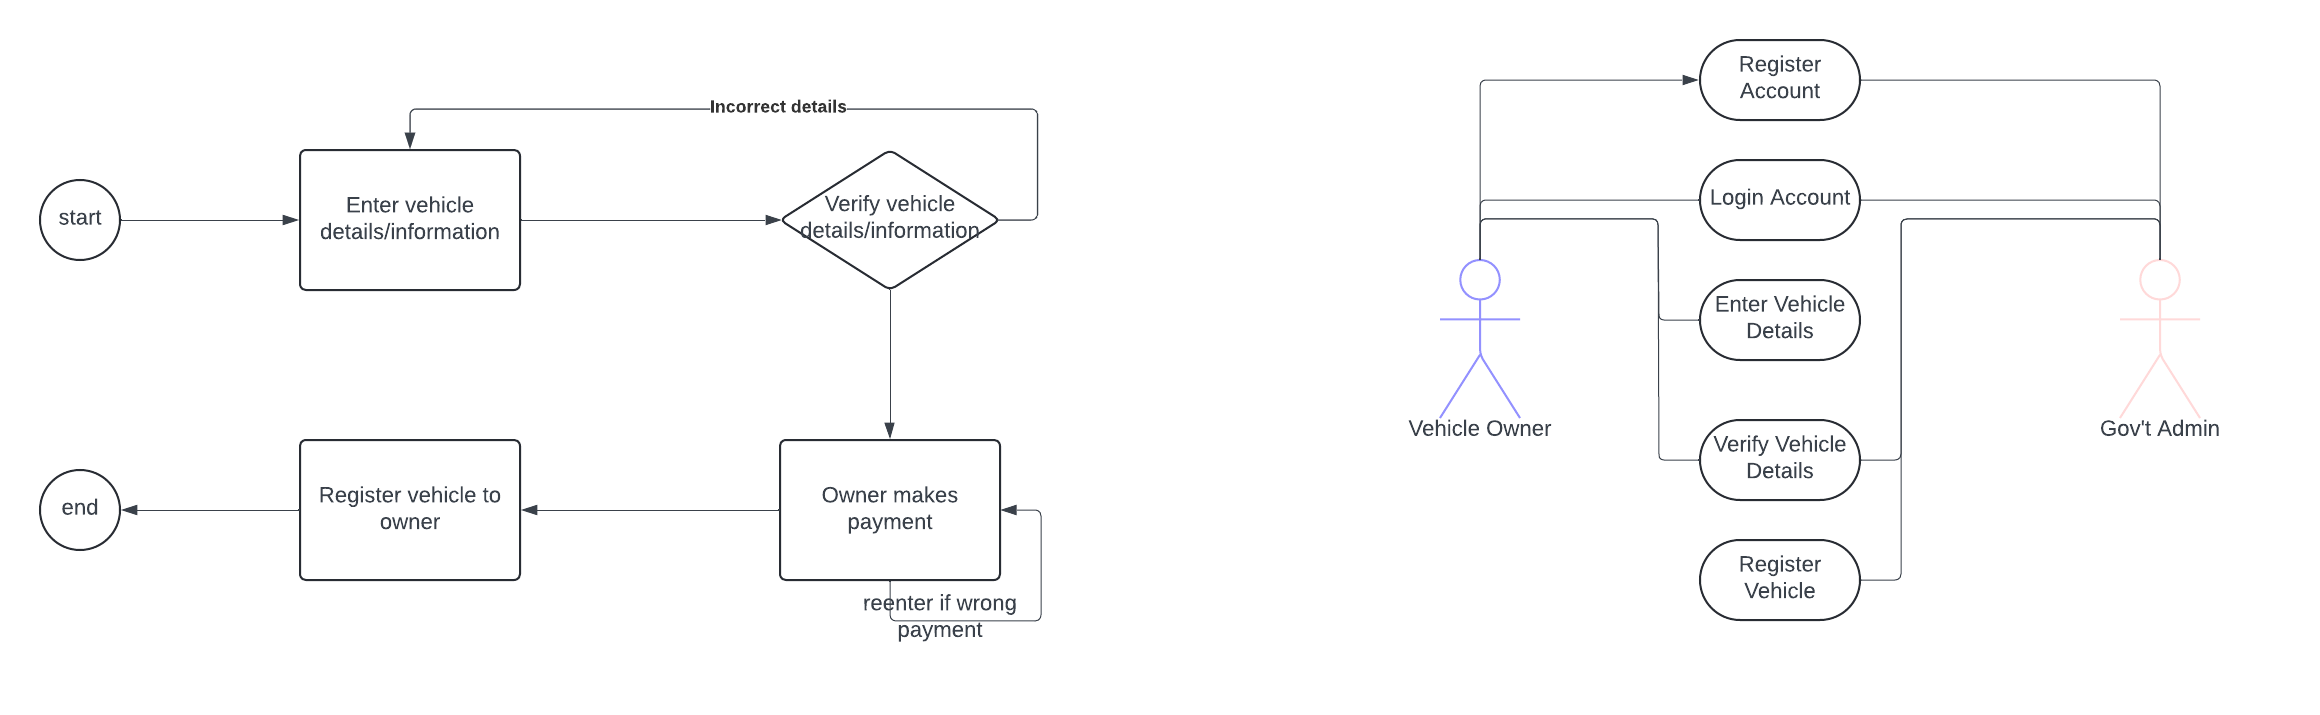 Incorrect details
start
Enter vehicle
details/information
Verify vehicle
details/information
end
Register vehicle to
owner
Owner makes
payment
reenter if wrong
payment
Register
Account
Login Account
Enter Vehicle
Details
Verify Vehicle
Details
Register
Vehicle
Vehicle Owner
Gov't Admin